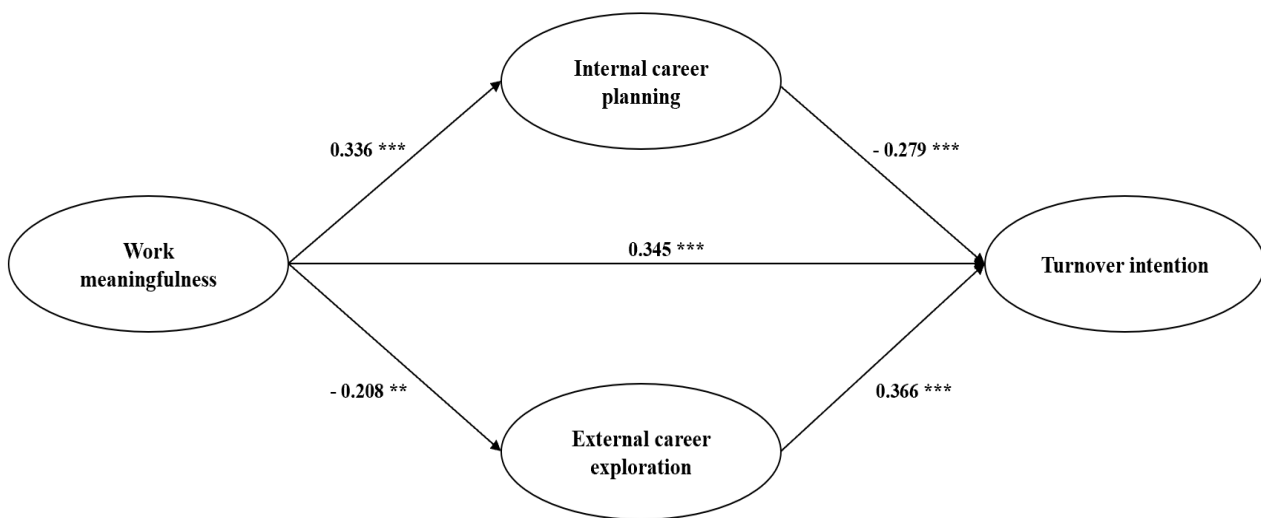 Internal career
planning
0.336 ***
- 0.279 ***
Work
meaningfulness
0.345 ***
Turnover intention
- 0.208 **
0.366 ***
External career
exploration